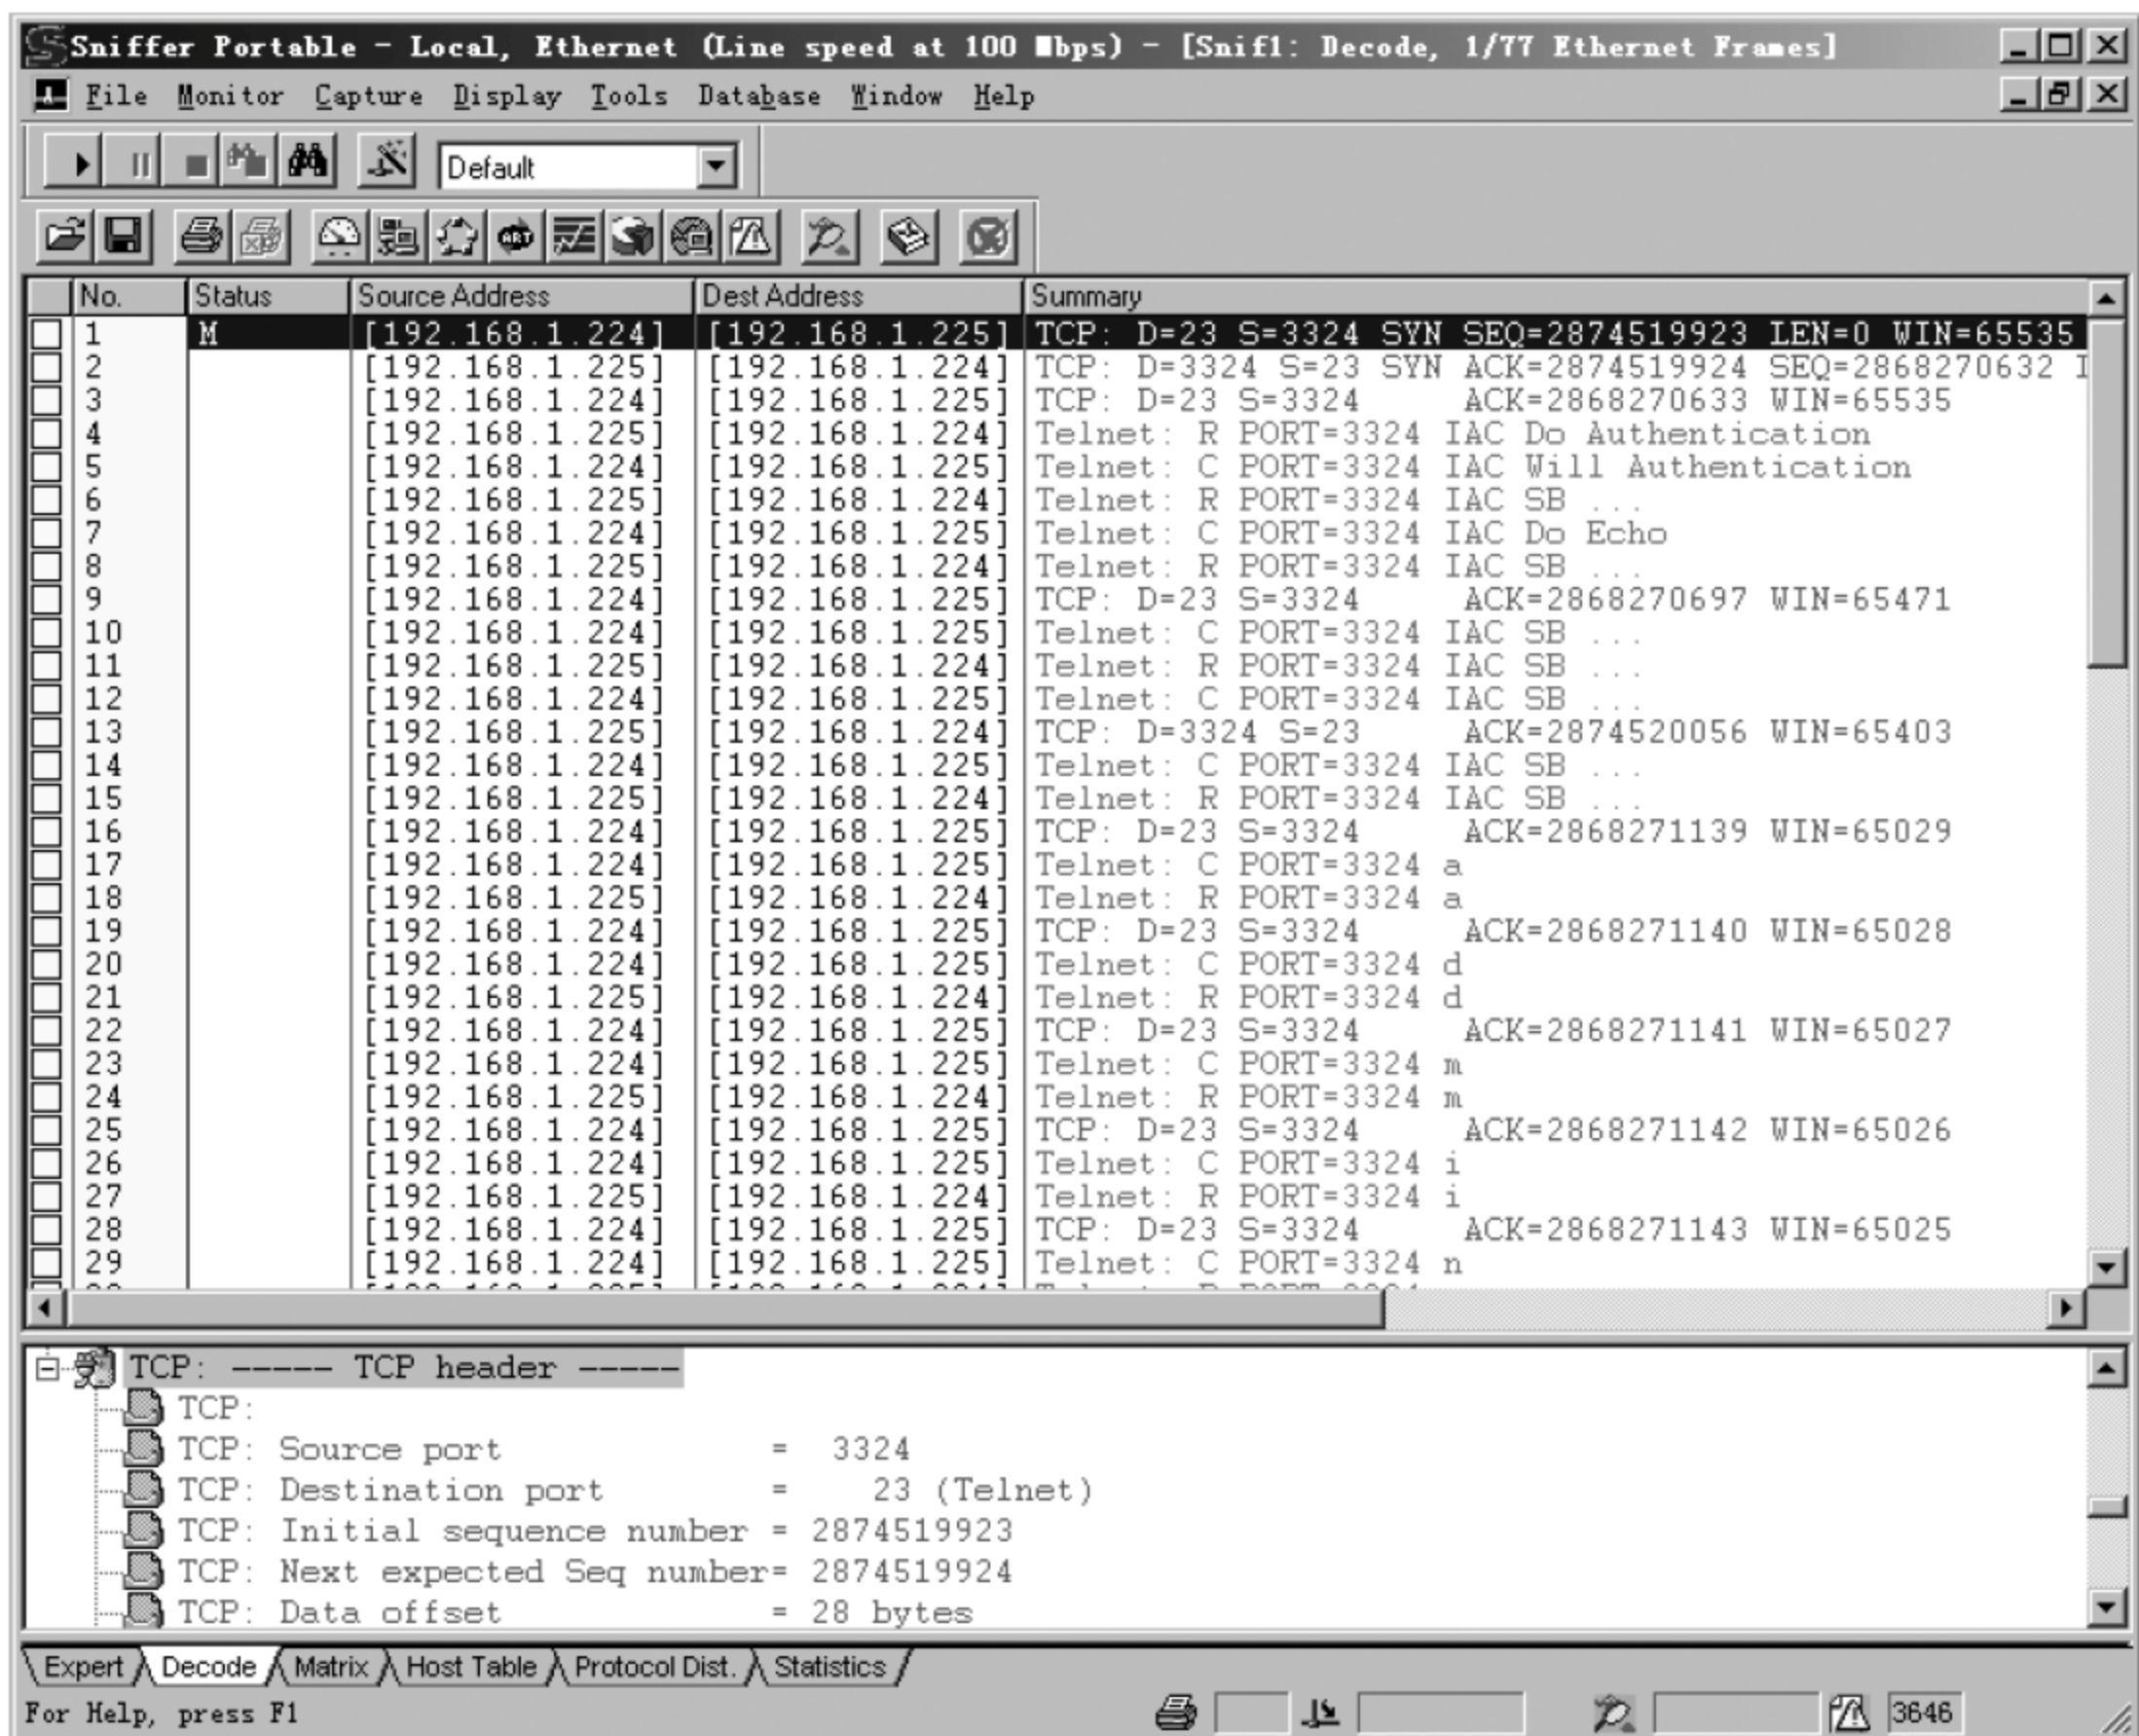 Sniffer Portable - Local, Ethernet (Line speed at 100 Mbps) - [Snif1: Decode, 1/77 Ethernet Frames]
File Monitor Capture Display Tools Database Window Help
Default
No. Status Source Address Dest Address Summary
1 M [192.168.1.224] [192.168.1.225] TCP: D=23 S=3324 SYN SEQ=2874519923 LEN=0 WIN=65535
2 [192.168.1.225] [192.168.1.224] TCP: D=3324 S=23 SYN ACK=2874519924 SEQ=2868270632
3 [192.168.1.224] [192.168.1.225] TCP: D=23 S=3324 ACK=2868270633 WIN=65535
4 [192.168.1.225] [192.168.1.224] Telnet: R PORT=3324 IAC Do Authentication
5 [192.168.1.224] [192.168.1.225] Telnet: C PORT=3324 IAC Will Authentication
6 [192.168.1.225] [192.168.1.224] Telnet: R PORT=3324 IAC SB ...
7 [192.168.1.224] [192.168.1.225] Telnet: C PORT=3324 IAC Do Echo
8 [192.168.1.225] [192.168.1.224] Telnet: R PORT=3324 IAC SB ...
9 [192.168.1.224] [192.168.1.225] TCP: D=23 S=3324 ACK=2868270697 WIN=65471
10 [192.168.1.224] [192.168.1.225] Telnet: C PORT=3324 IAC SB ...
11 [192.168.1.225] [192.168.1.224] Telnet: R PORT=3324 IAC SB ...
12 [192.168.1.224] [192.168.1.225] Telnet: C PORT=3324 IAC SB ...
13 [192.168.1.225] [192.168.1.224] TCP: D=3324 S=23 ACK=2874520056 WIN=65403
14 [192.168.1.224] [192.168.1.225] Telnet: C PORT=3324 IAC SB ...
15 [192.168.1.225] [192.168.1.224] Telnet: R PORT=3324 IAC SB ...
16 [192.168.1.224] [192.168.1.225] TCP: D=23 S=3324 ACK=2868271139 WIN=65029
17 [192.168.1.224] [192.168.1.225] Telnet: C PORT=3324 a
18 [192.168.1.225] [192.168.1.224] Telnet: R PORT=3324 a
19 [192.168.1.224] [192.168.1.225] TCP: D=23 S=3324 ACK=2868271140 WIN=65028
20 [192.168.1.224] [192.168.1.225] Telnet: C PORT=3324 d
21 [192.168.1.225] [192.168.1.224] Telnet: R PORT=3324 d
22 [192.168.1.224] [192.168.1.225] TCP: D=23 S=3324 ACK=2868271141 WIN=65027
23 [192.168.1.224] [192.168.1.225] Telnet: C PORT=3324 m
24 [192.168.1.225] [192.168.1.224] Telnet: R PORT=3324 m
25 [192.168.1.224] [192.168.1.225] TCP: D=23 S=3324 ACK=2868271142 WIN=65026
26 [192.168.1.224] [192.168.1.225] Telnet: C PORT=3324 i
27 [192.168.1.225] [192.168.1.224] Telnet: R PORT=3324 i
28 [192.168.1.224] [192.168.1.225] TCP: D=23 S=3324 ACK=2868271143 WIN=65025
29 [192.168.1.224] [192.168.1.225] Telnet: C PORT=3324 n
TCP: ----- TCP header -----
TCP:
TCP: Source port = 3324
TCP: Destination port = 23 (Telnet)
TCP: Initial sequence number = 2874519923
TCP: Next expected Seq number= 2874519924
TCP: Data offset = 28 bytes
Expert Decode Matrix Host Table Protocol Dist. Statistics
For Help, press F1 3646